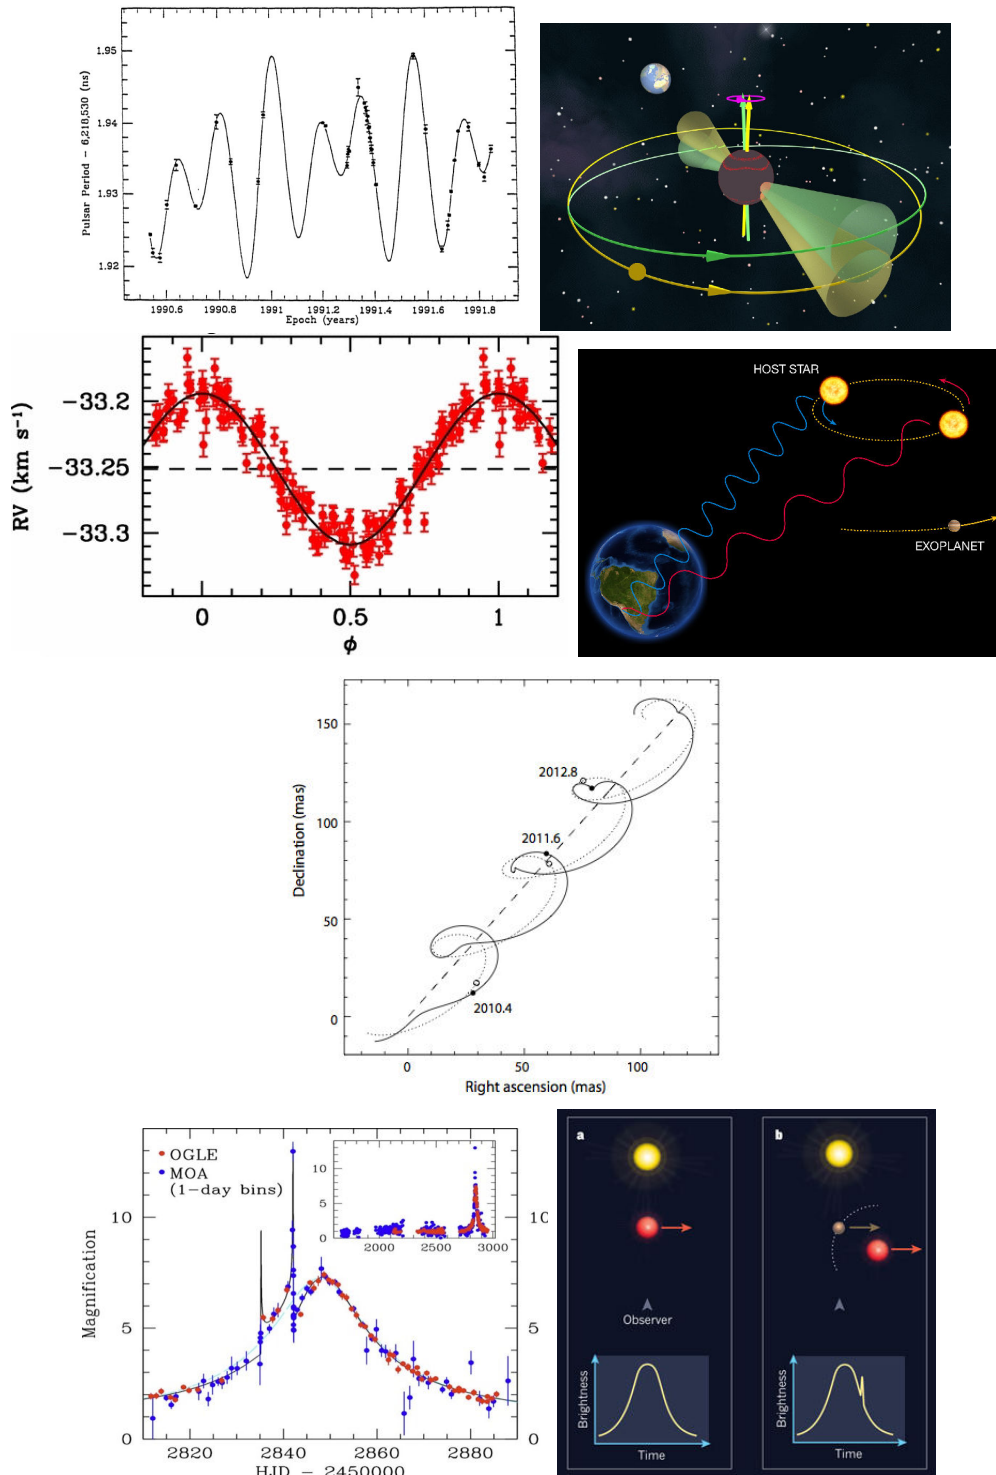 1.95
1.94
1.93
1.92
Pulsar Period - 6,218,530 (ns)
1990.6 1990.8 1991 1991.2 1991.4 1991.6 1991.8
Epoch (years)
−33.2
−33.25
−33.3
RV (km s⁻¹)
0 0.5 1
ϕ
HOST STAR
EXOPLANET
150
100
50
0
Declination (mas)
2012.8
2011.6
2010.4
0 50 100
Right ascension (mas)
OGLE
MOA
(1-day bins)
10
5
0
2000 2500 3000
10
5
0
Magnification
10
5
0
2820 2840 2860 2880
HJD - 2450000
a
Observer
Brightness
Time
b
Brightness
Time